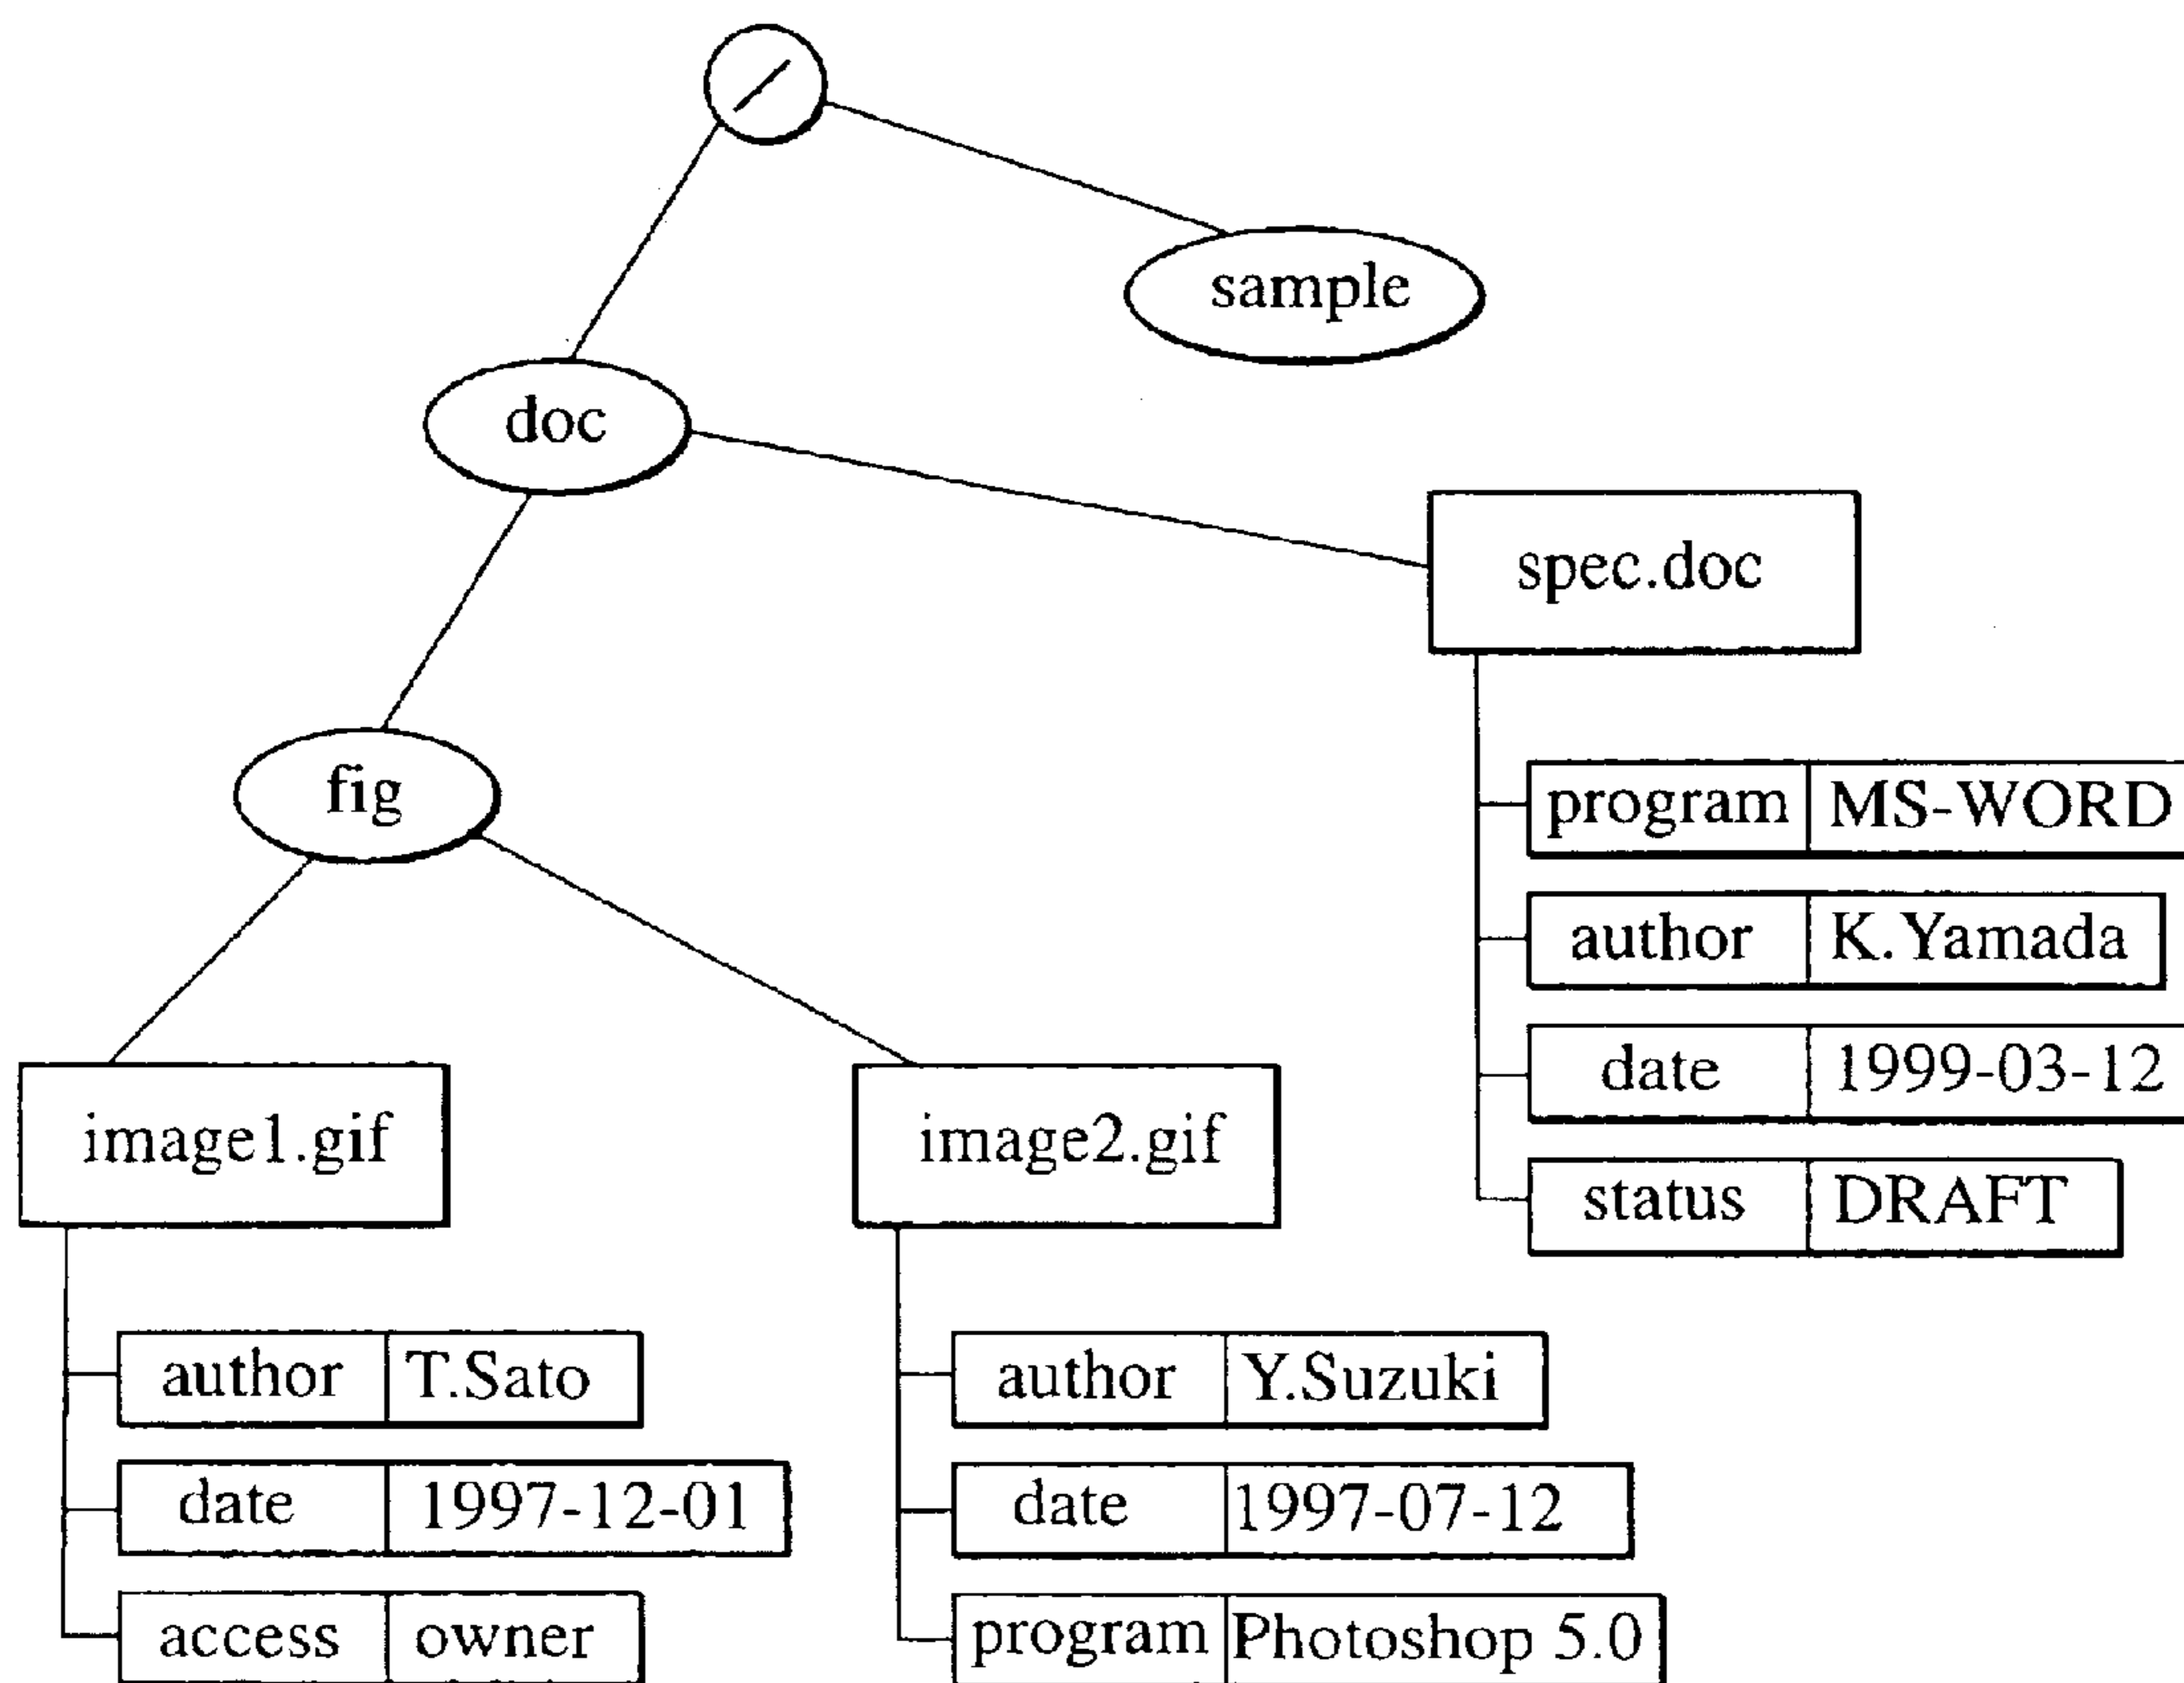 /
sample
doc
spec.doc
fig
program MS-WORD
author K.Yamada
date 1999-03-12
status DRAFT
image1.gif
image2.gif
author T.Sato
date 1997-12-01
access owner
author Y.Suzuki
date 1997-07-12
program Photoshop 5.0